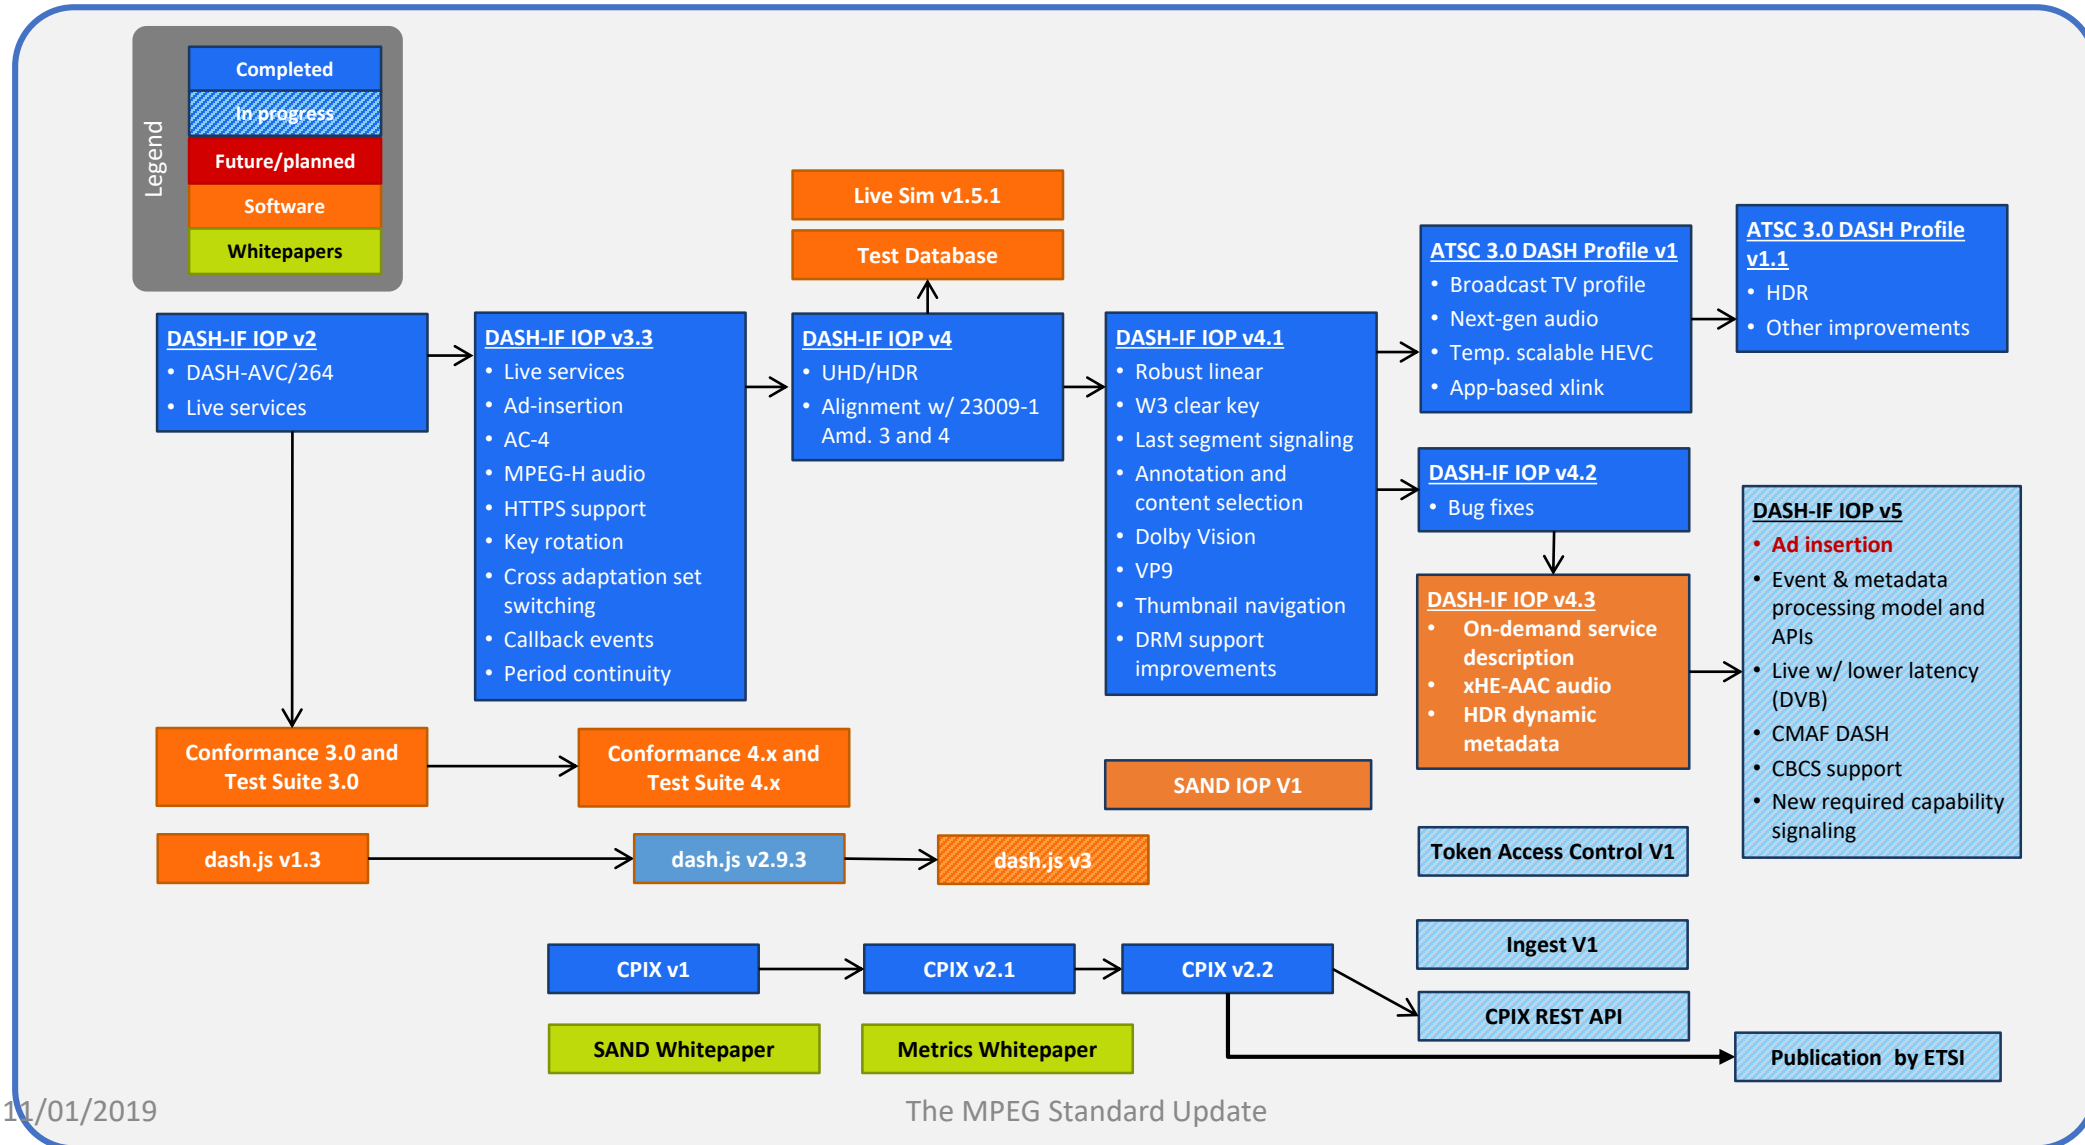 Legend
Completed
In progress
Future/planned
Software
Whitepapers
Live Sim v1.5.1
Test Database
DASH-IF IOP v2
• DASH-AVC/264
• Live services
DASH-IF IOP v3.3
• Live services
• Ad-insertion
• AC-4
• MPEG-H audio
• HTTPS support
• Key rotation
• Cross adaptation set
switching
• Callback events
• Period continuity
DASH-IF IOP v4
• UHD/HDR
• Alignment w/ 23009-1
Amd. 3 and 4
DASH-IF IOP v4.1
• Robust linear
• W3 clear key
• Last segment signaling
• Annotation and
content selection
• Dolby Vision
• VP9
• Thumbnail navigation
• DRM support
improvements
ATSC 3.0 DASH Profile v1
• Broadcast TV profile
• Next-gen audio
• Temp. scalable HEVC
• App-based xlink
ATSC 3.0 DASH Profile
v1.1
• HDR
• Other improvements
DASH-IF IOP v4.2
• Bug fixes
DASH-IF IOP v4.3
• On-demand service
description
• xHE-AAC audio
• HDR dynamic
metadata
DASH-IF IOP v5
• Ad insertion
• Event & metadata
processing model and
APIs
• Live w/ lower latency
(DVB)
• CMAF DASH
• CBCS support
• New required capability
signaling
Conformance 3.0 and
Test Suite 3.0
Conformance 4.x and
Test Suite 4.x
SAND IOP V1
dash.js v1.3
dash.js v2.9.3
dash.js v3
Token Access Control V1
Ingest V1
CPIX v1
CPIX v2.1
CPIX v2.2
CPIX REST API
SAND Whitepaper
Metrics Whitepaper
Publication by ETSI
11/01/2019
The MPEG Standard Update